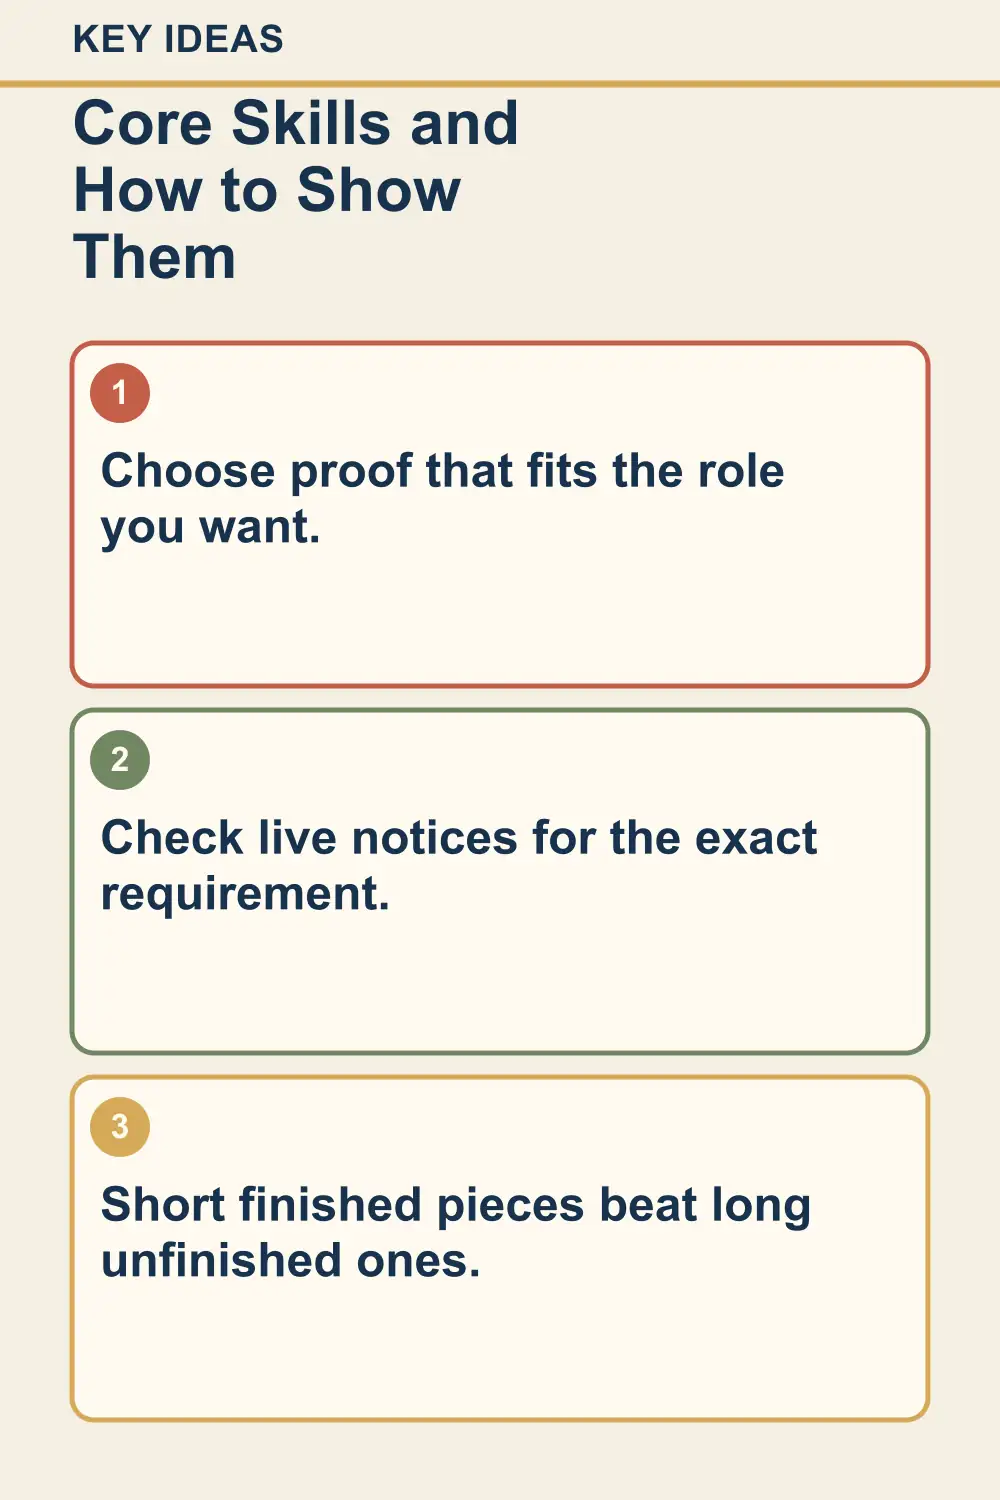 KEY IDEAS
Core Skills and
How to Show
Them
1
Choose proof that fits the role
you want.
2
Check live notices for the exact
requirement.
3
Short finished pieces beat long
unfinished ones.